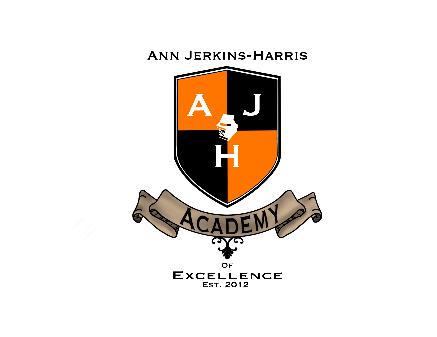 Ann Jerkins-Harris
A J
H
Academy
Of
Excellence
Est. 2012